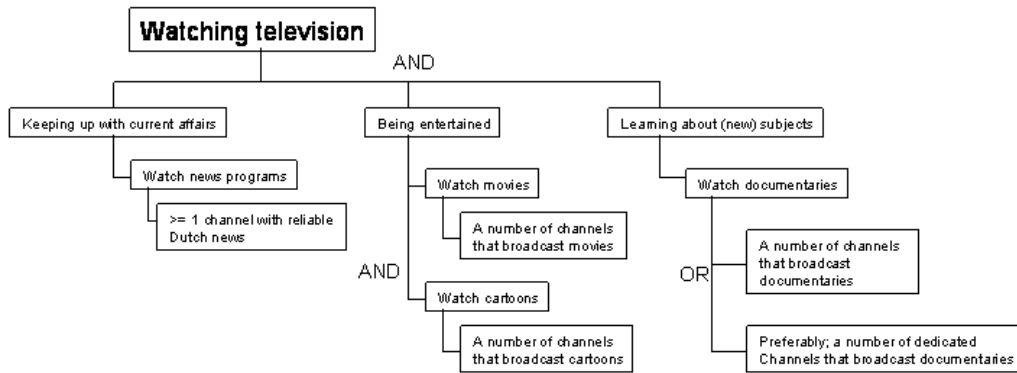 Watching television
AND
Keeping up with current affairs
Being entertained
Learning about (new) subjects
Watch news programs
Watch movies
Watch documentaries
>= 1 channel with reliable
Dutch news
A number of channels
that broadcast movies
A number of channels
that broadcast
documentaries
AND
OR
Watch cartoons
A number of channels
that broadcast cartoons
Preferably; a number of dedicated
Channels that broadcast documentaries